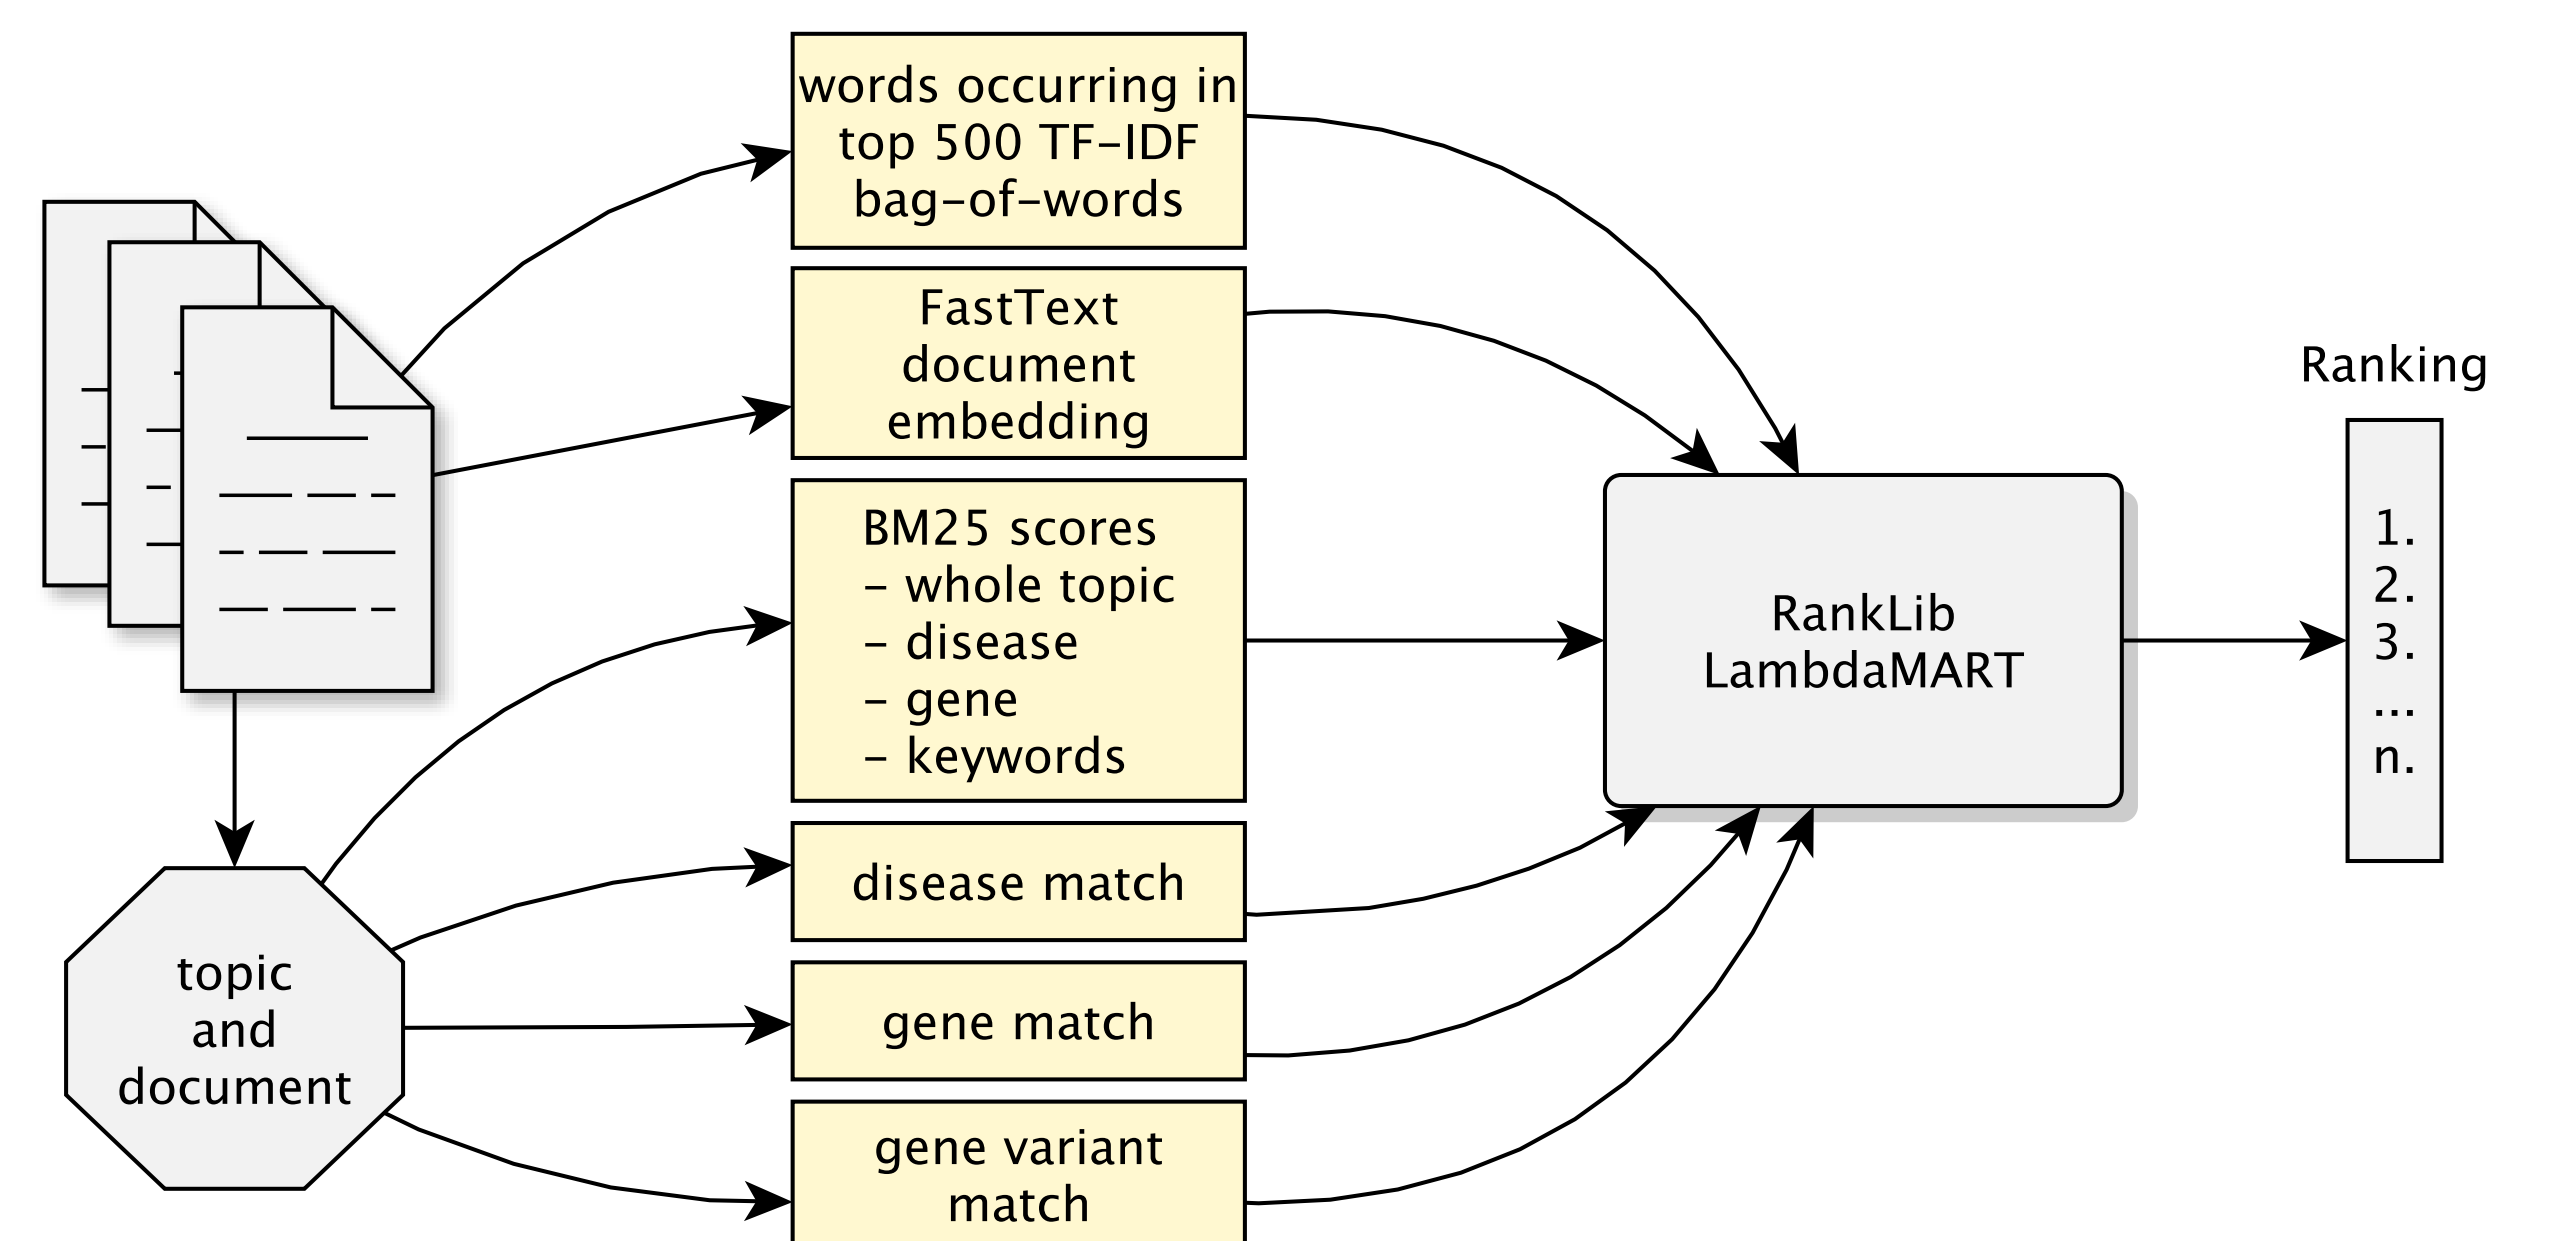 words occurring in
top 500 TF-IDF
bag-of-words
FastText
document
embedding
BM25 scores
- whole topic
- disease
- gene
- keywords
disease match
gene match
gene variant
match
topic
and
document
RankLib
LambdaMART
Ranking
1.
2.
3.
...
n.